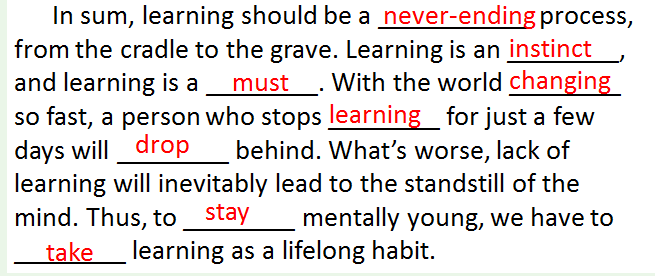 In sum, learning should be a never-ending process,
from the cradle to the grave. Learning is an instinct,
and learning is a must. With the world changing
so fast, a person who stops learning for just a few
days will drop behind. What's worse, lack of
learning will inevitably lead to the standstill of the
mind. Thus, to stay mentally young, we have to
take learning as a lifelong habit.